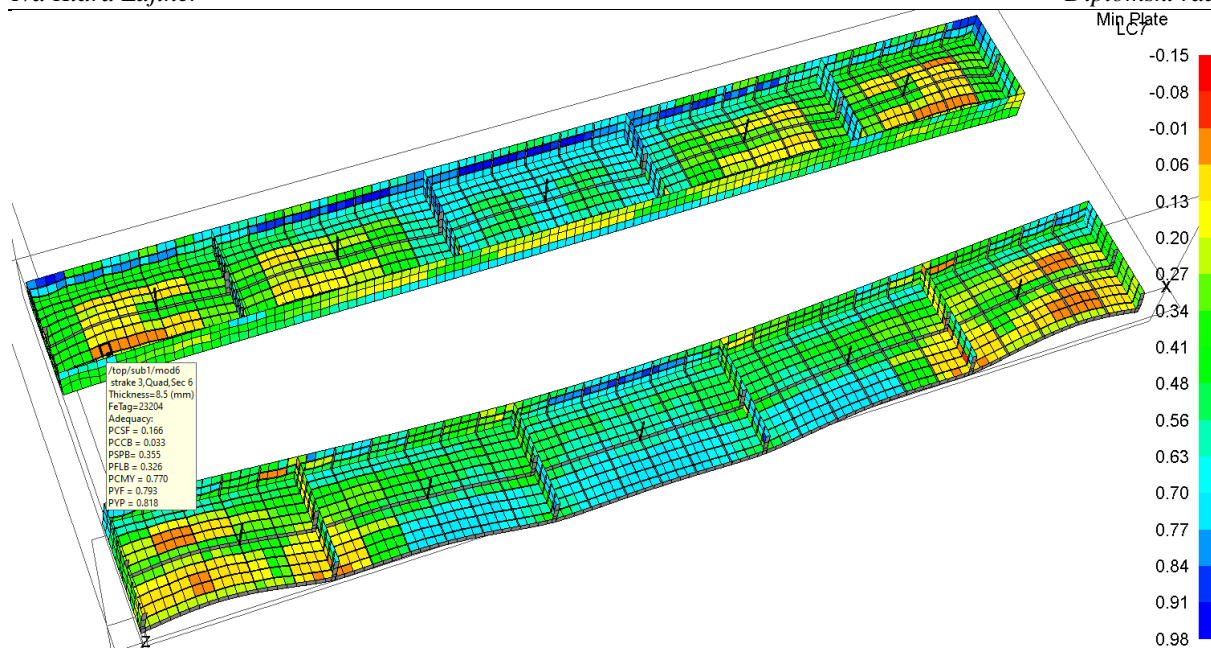 Min Plate
LC7
-0.15
-0.08
-0.01
0.06
0.13
0.20
0.27
X
0.34
0.41
0.48
0.56
0.63
0.70
0.77
0.84
0.91
0.98
/top/sub1/mod6
strake 3,Quad,Sec 6
Thickness=8.5 (mm)
FeTag=23204
Adequacy:
PCSF = 0.166
PCCB = 0.033
PSPB= 0.355
PFLB = 0.326
PCMY = 0.770
PYF = 0.793
PYP = 0.818
Z